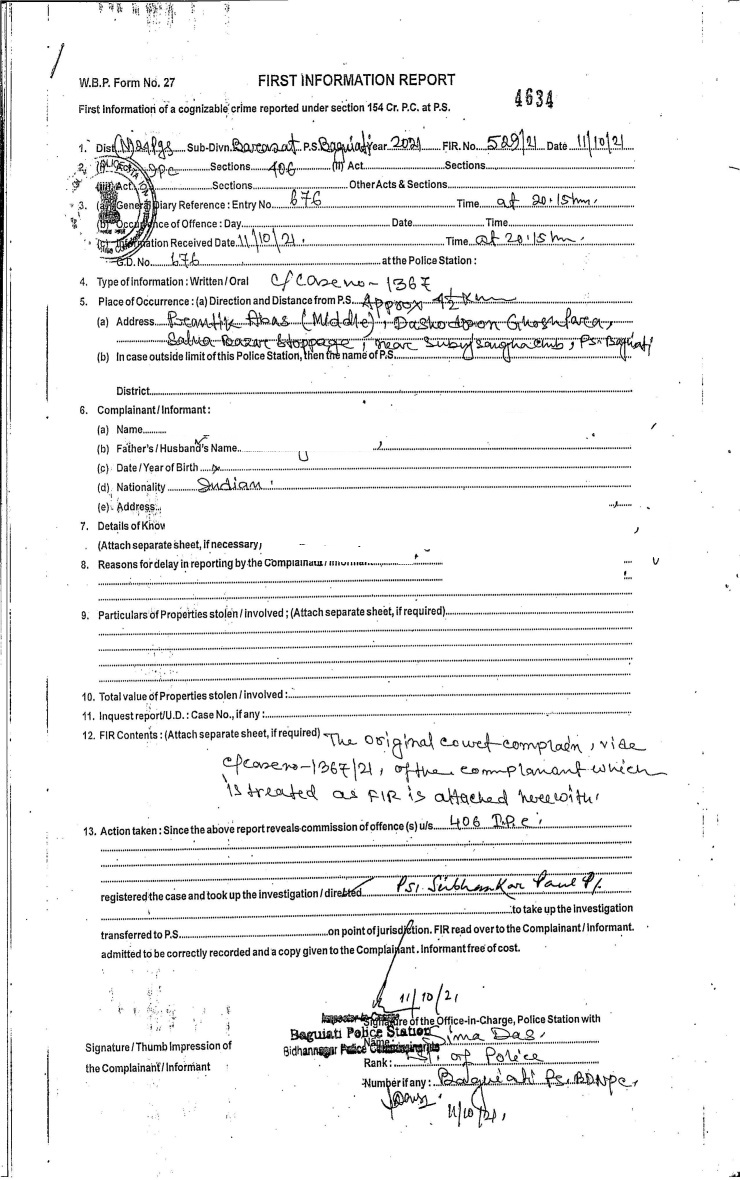 W.B.P. Form No. 27 FIRST INFORMATION REPORT
4634
First Information of a cognizable crime reported under section 154 Cr. P.C. at P.S.
1. Dist. Sub-Divn. Barasat P.S. Baguiati Year 2021 FIR. No. 529/21 Date 11/10/21
2. (i) Act IPC Sections 406 (ii) Act Sections
(iii) Act Sections Other Acts & Sections
3. (a) General Diary Reference : Entry No. 676 Time at 20.15 hrs.
(b) Occurrence of Offence : Day Date Time
(c) Information Received Date 11/10/21. Time at 20.15 hrs.
G.D. No. 676 at the Police Station :
4. Type of Information : Written / Oral C/Case no - 1367
5. Place of Occurrence : (a) Direction and Distance from P.S. Approx 4½ Km
(a) Address Abas (Middle), Dashodron Ghoshpara,
Salua Bazar Stoppage, near Club, Ps. Baguiati
(b) In case outside limit of this Police Station, then the name of P.S.
District
6. Complainant / Informant :
(a) Name
(b) Father's / Husband's Name
(c) Date / Year of Birth
(d) Nationality Indian
(e) Address
7. Details of Know
(Attach separate sheet, if necessary)
8. Reasons for delay in reporting by the Complainant / Informant
9. Particulars of Properties stolen / involved ; (Attach separate sheet, if required)
10. Total value of Properties stolen / involved :
11. Inquest report/U.D. : Case No., if any :
12. FIR Contents : (Attach separate sheet, if required) The original court complain, vide
C/case no - 1367/21, of the complanant which
is treated as FIR is attached herewith.
13. Action taken : Since the above report reveals commission of offence (s) u/s. 406 I.P.C.
registered the case and took up the investigation / directed PSI Subhankar Paul
to take up the Investigation
transferred to P.S. on point of jurisdiction. FIR read over to the Complainant / Informant.
admitted to be correctly recorded and a copy given to the Complainant. Informant free of cost.
11/10/21
Inspector-in-Charge
Signature of the Office-in-Charge, Police Station with
Baguiati Police Station
Name : Sima Das,
Bidhannagar Police Commissionerate
Signature / Thumb Impression of
Rank : S.I. of Police
the Complainant / Informant
Number if any : Baguiati Ps. BDNPC,
11/10/21,